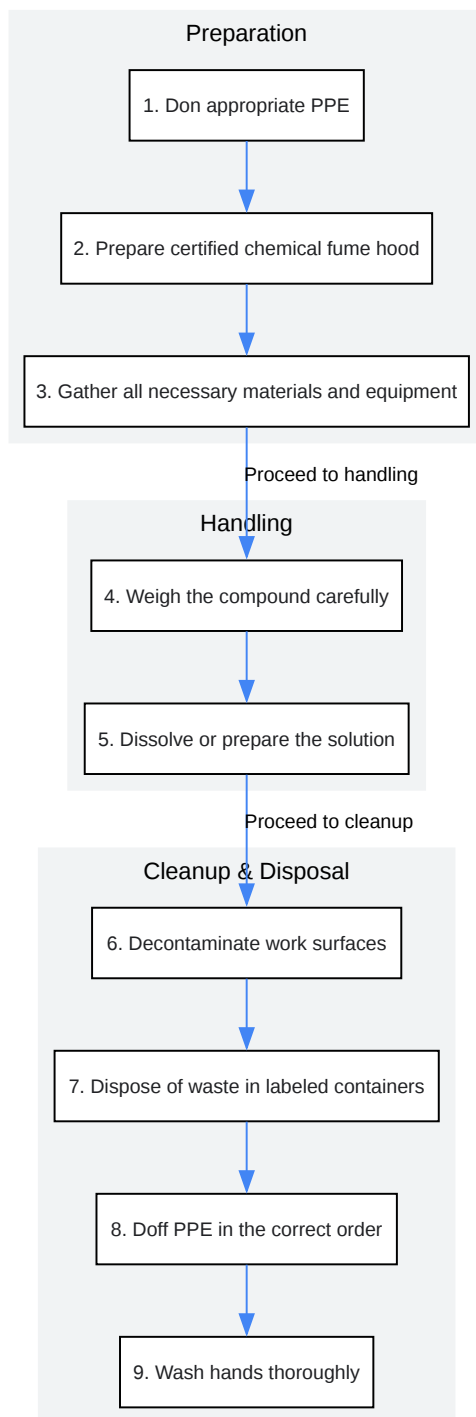 Preparation
1. Don appropriate PPE
2. Prepare certified chemical fume hood
3. Gather all necessary materials and equipment
Proceed to handling
Handling
4. Weigh the compound carefully
5. Dissolve or prepare the solution
Proceed to cleanup
Cleanup & Disposal
6. Decontaminate work surfaces
7. Dispose of waste in labeled containers
8. Doff PPE in the correct order
9. Wash hands thoroughly